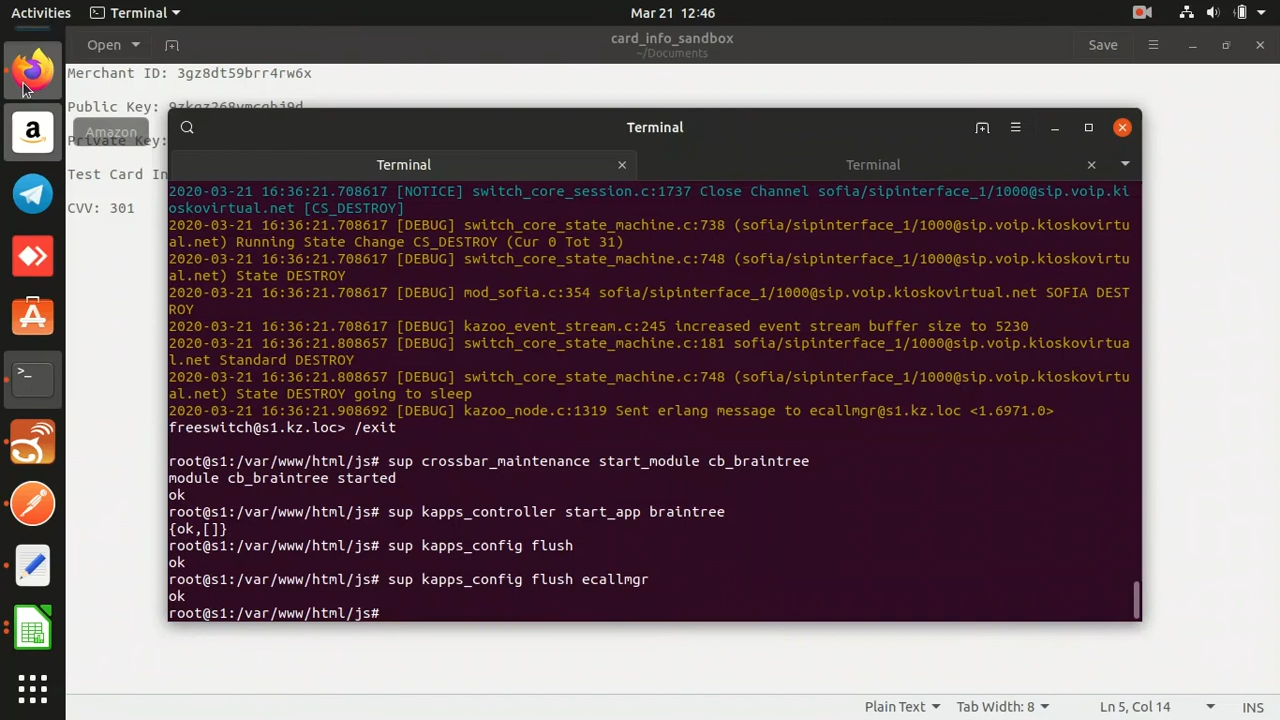 Activities
Terminal
Mar 21 12:46
Open
card_info_sandbox
~/Documents
Save
Merchant ID: 3gz8dt59brr4rw6x
Public Key:
Amazon
Private Key:
Test Card In
CVV: 301
Terminal
Terminal
Terminal
2020-03-21 16:36:21.708617 [NOTICE] switch_core_session.c:1737 Close Channel sofia/sipinterface_1/1000@sip.voip.ki
oskovirtual.net [CS_DESTROY]
2020-03-21 16:36:21.708617 [DEBUG] switch_core_state_machine.c:738 (sofia/sipinterface_1/1000@sip.voip.kioskovirtu
al.net) Running State Change CS_DESTROY (Cur 0 Tot 31)
2020-03-21 16:36:21.708617 [DEBUG] switch_core_state_machine.c:748 (sofia/sipinterface_1/1000@sip.voip.kioskovirtu
al.net) State DESTROY
2020-03-21 16:36:21.708617 [DEBUG] mod_sofia.c:354 sofia/sipinterface_1/1000@sip.voip.kioskovirtual.net SOFIA DEST
ROY
2020-03-21 16:36:21.708617 [DEBUG] kazoo_event_stream.c:245 increased event stream buffer size to 5230
2020-03-21 16:36:21.808657 [DEBUG] switch_core_state_machine.c:181 sofia/sipinterface_1/1000@sip.voip.kioskovirtua
l.net Standard DESTROY
2020-03-21 16:36:21.808657 [DEBUG] switch_core_state_machine.c:748 (sofia/sipinterface_1/1000@sip.voip.kioskovirtu
al.net) State DESTROY going to sleep
2020-03-21 16:36:21.908692 [DEBUG] kazoo_node.c:1319 Sent erlang message to ecallmgr@s1.kz.loc <1.6971.0>
freeswitch@s1.kz.loc> /exit
root@s1:/var/www/html/js# sup crossbar_maintenance start_module cb_braintree
module cb_braintree started
ok
root@s1:/var/www/html/js# sup kapps_controller start_app braintree
{ok,[]}
root@s1:/var/www/html/js# sup kapps_config flush
ok
root@s1:/var/www/html/js# sup kapps_config flush ecallmgr
ok
root@s1:/var/www/html/js#
Plain Text
Tab Width: 8
Ln 5, Col 14
INS